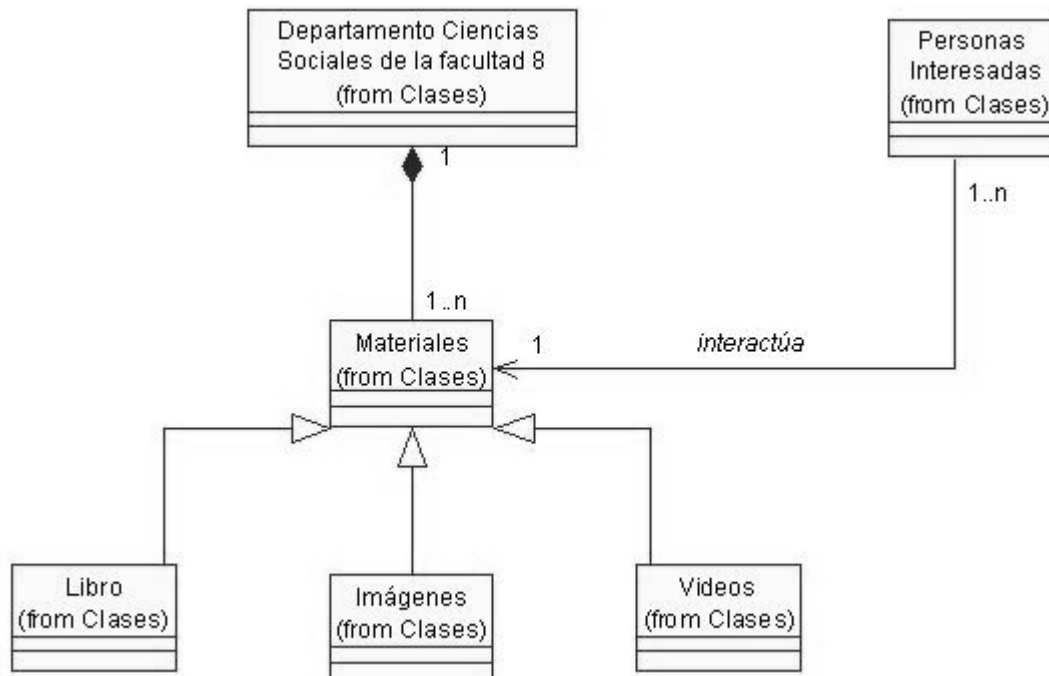 Departamento Ciencias
Sociales de la facultad 8
(from Clases)
Personas
Interesadas
(from Clases)
1
1..n
1..n
Materiales
(from Clases)
1
interactúa
Libro
(from Clases)
Imágenes
(from Clases)
Videos
(from Clases)